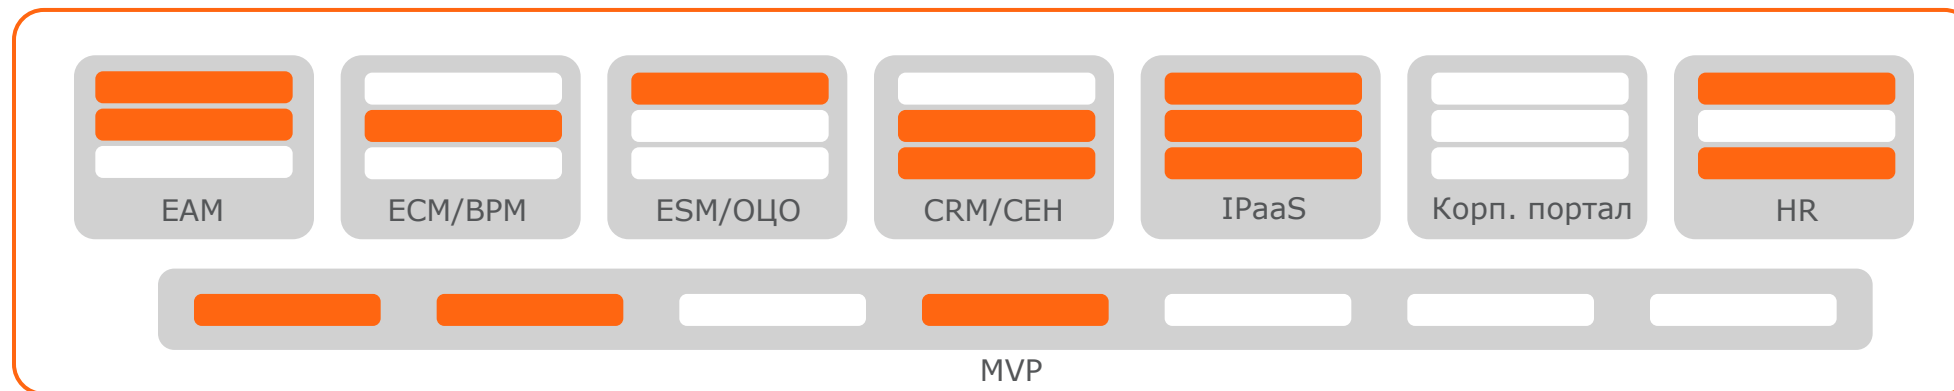 EAM
ECM/BPM
ESM/ОЦО
CRM/CEH
IPaaS
Корп. портал
HR
MVP